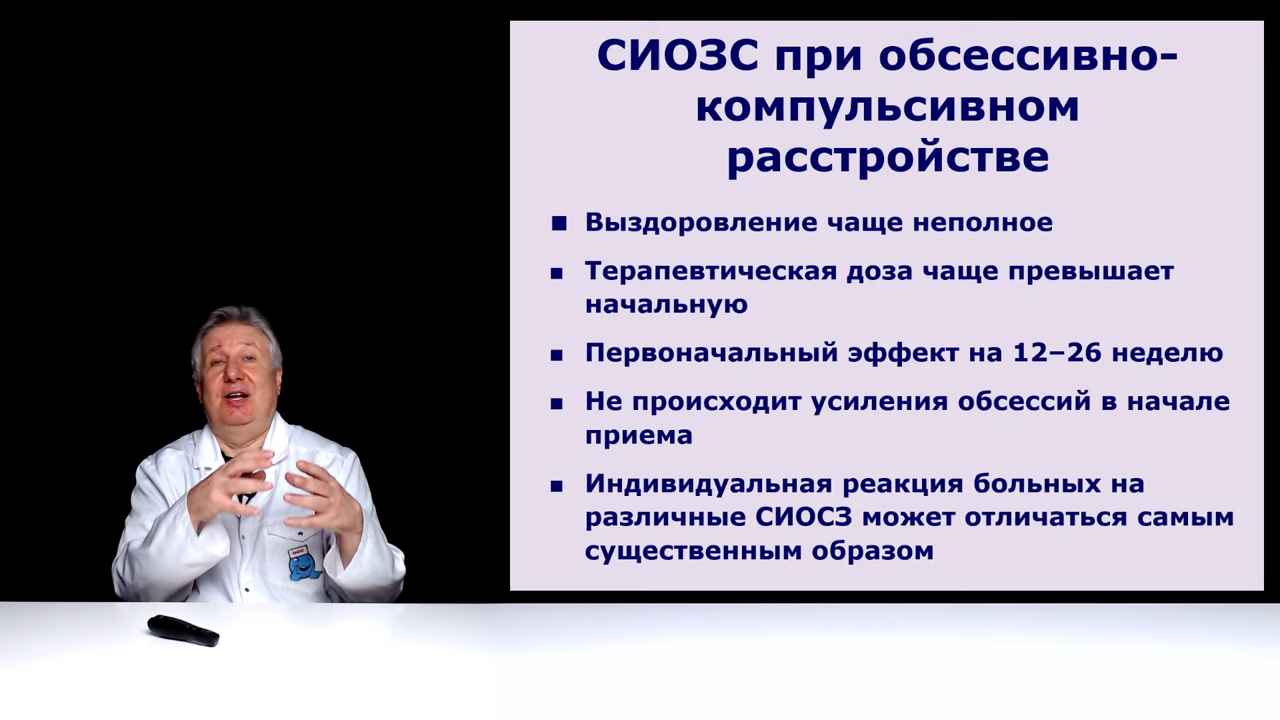 СИОЗС при обсессивно-
компульсивном
расстройстве
■ Выздоровление чаще неполное
■ Терапевтическая доза чаще превышает
начальную
■ Первоначальный эффект на 12–26 неделю
■ Не происходит усиления обсессий в начале
приема
■ Индивидуальная реакция больных на
различные СИОСЗ может отличаться самым
существенным образом